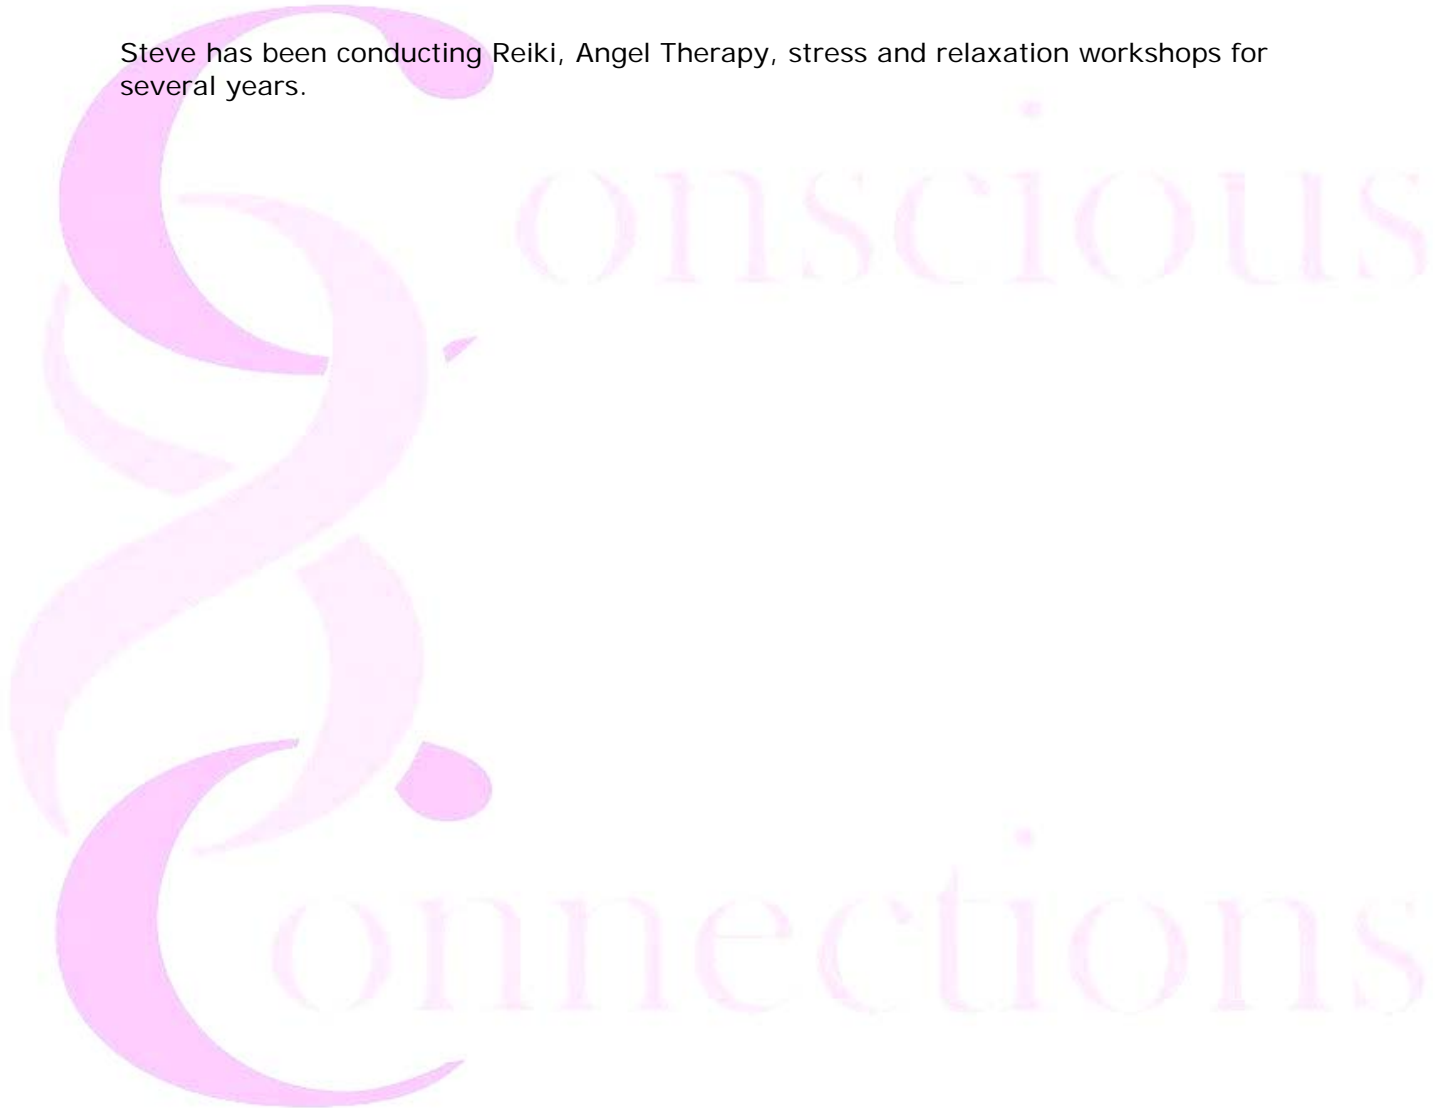 Steve has been conducting Reiki, Angel Therapy, stress and relaxation workshops for
several years.
Conscious
Connections